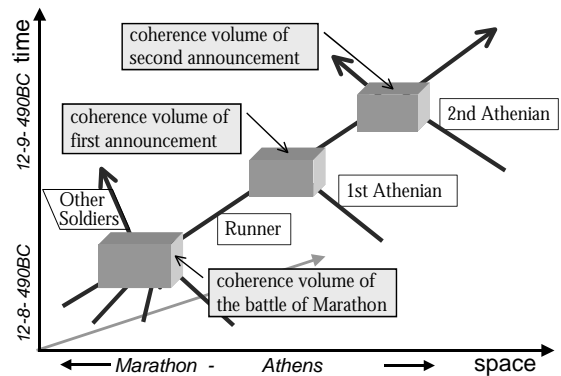 coherence volume of
second announcement
time
12-9- 490BC
coherence volume of
first announcement
2nd Athenian
1st Athenian
Other
Soldiers
Runner
12-8- 490BC
coherence volume of
the battle of Marathon
Marathon - Athens
space